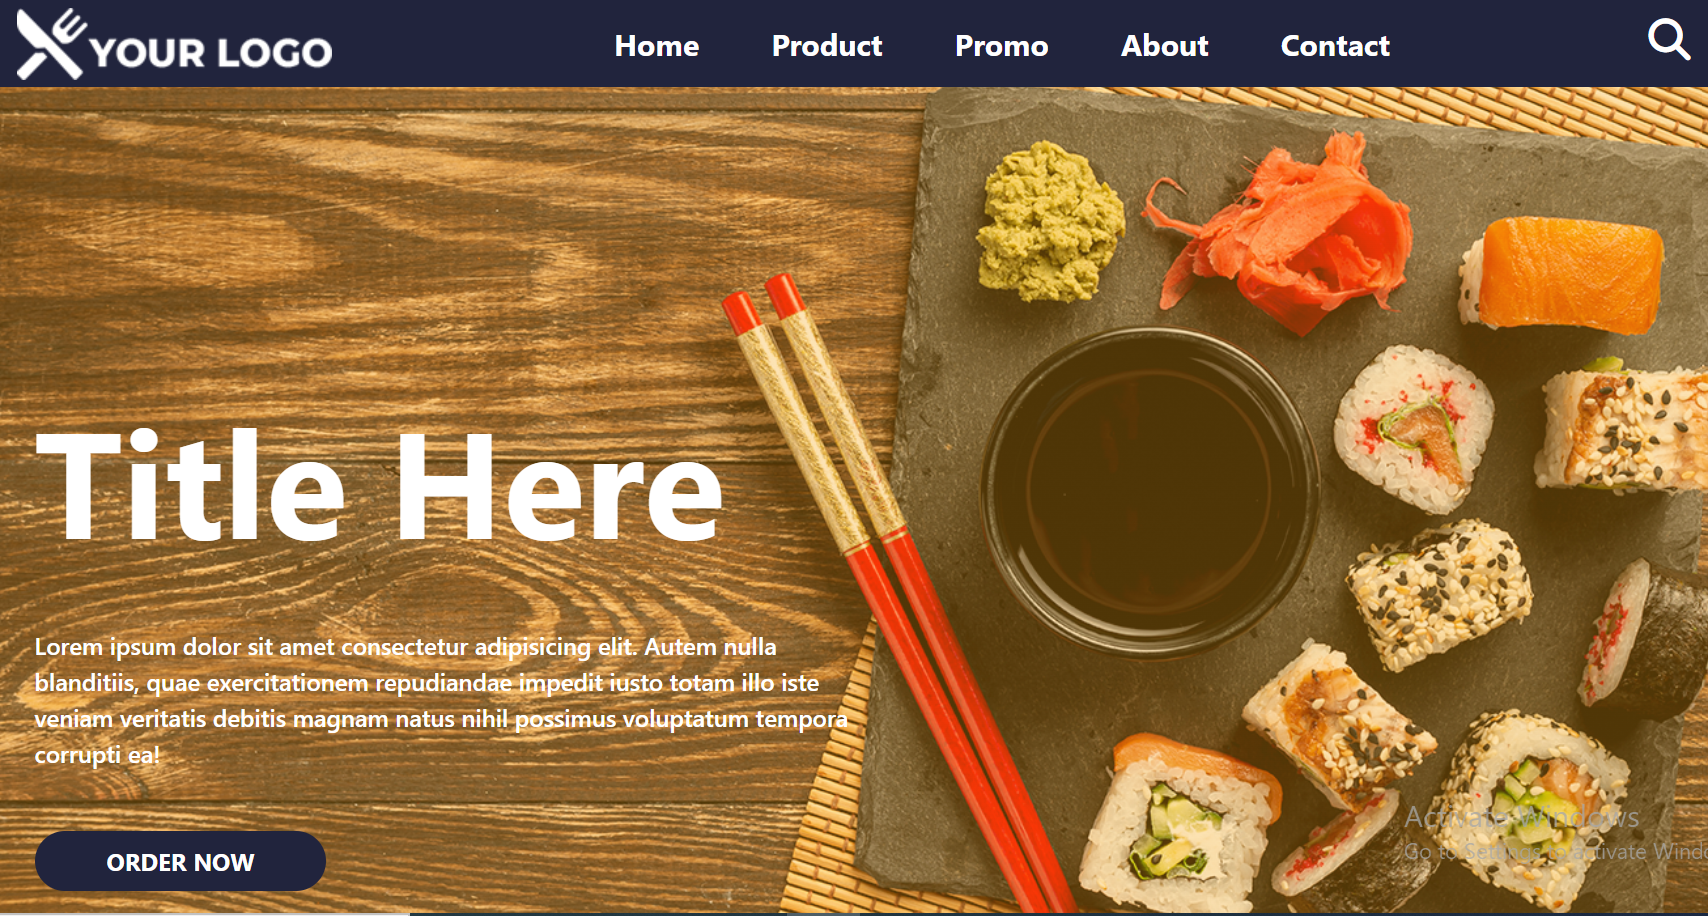 YOUR LOGO
Home Product Promo About Contact
Title Here
Lorem ipsum dolor sit amet consectetur adipisicing elit. Autem nulla
blanditiis, quae exercitationem repudiandae impedit iusto totam illo iste
veniam veritatis debitis magnam natus nihil possimus voluptatum tempora
corrupti ea!
ORDER NOW
Activate Windows
Go to Settings to activate Windo